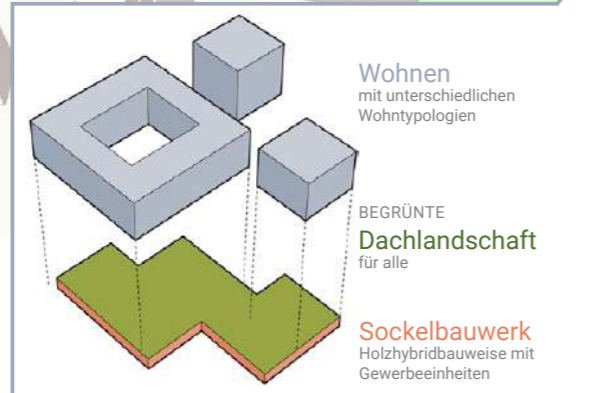 Wohnen
mit unterschiedlichen
Wohntypologien
BEGRÜNTE
Dachlandschaft
für alle
Sockelbauwerk
Holzhybridbauweise mit
Gewerbeeinheiten